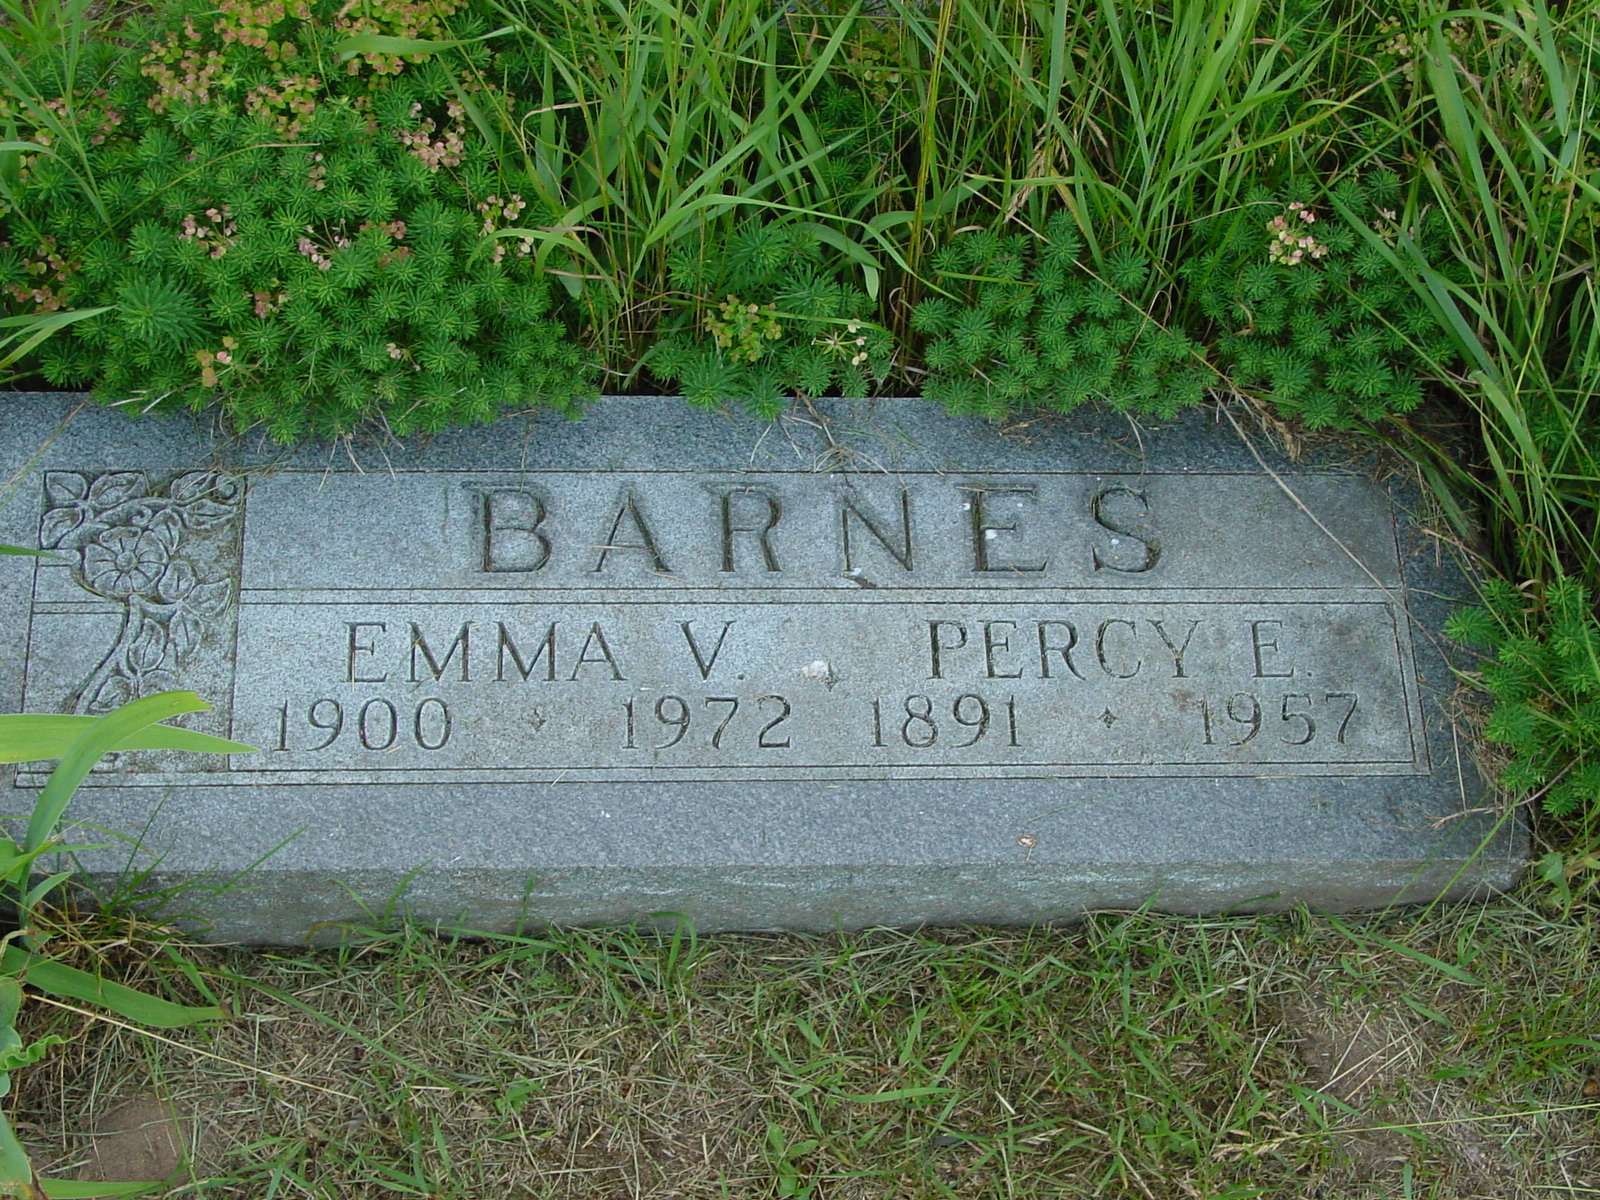 BARNES
EMMA V. PERCY E.
1900 1972 1891 1957